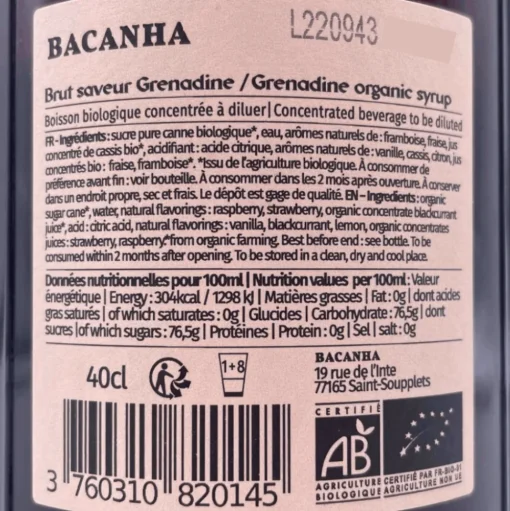 BACANHA
L220943
Brut saveur Grenadine / Grenadine organic syrup
Boisson biologique concentrée à diluer | Concentrated beverage to be diluted
FR - Ingrédients : sucre pure canne biologique*, eau, arômes naturels de : framboise, fraise, jus
concentré de cassis bio*, acidifiant : acide citrique, arômes naturels de : vanille, cassis, citron, jus
concentrés bio : fraise, framboise*. *Issu de l'agriculture biologique. À consommer de
préférence avant fin : voir bouteille. À consommer dans les 2 mois après ouverture. À conserver
dans un endroit propre, sec et frais. Le dépôt est gage de qualité. EN – Ingredients : organic
sugar cane*, water, natural flavorings : raspberry, strawberry, organic concentrate blackcurrant
juice*, acid : citric acid, natural flavorings : vanilla, blackcurrant, lemon, organic concentrates
juices : strawberry, raspberry.*from organic farming. Best before end : see bottle. To be
consumed within 2 months after opening. To be stored in a clean, dry and cool place.
Données nutritionnelles pour 100ml | Nutrition values per 100ml : Valeur
énergétique | Energy : 304kcal / 1298 kJ | Matières grasses | Fat : 0g | dont acides
gras saturés | of which saturates : 0g | Glucides | Carbohydrate : 76,5g | dont
sucres | of which sugars : 76,5g | Protéines | Protein : 0g | Sel | salt : 0g
40cl
1+8
BACANHA
19 rue de l'Inte
77165 Saint-Soupplets
CERTIFIÉ
AB
AGRICULTURE
BIOLOGIQUE
CERTIFIÉ PAR FR-BIO-01
AGRICULTURE NON UE
3 760310 820145